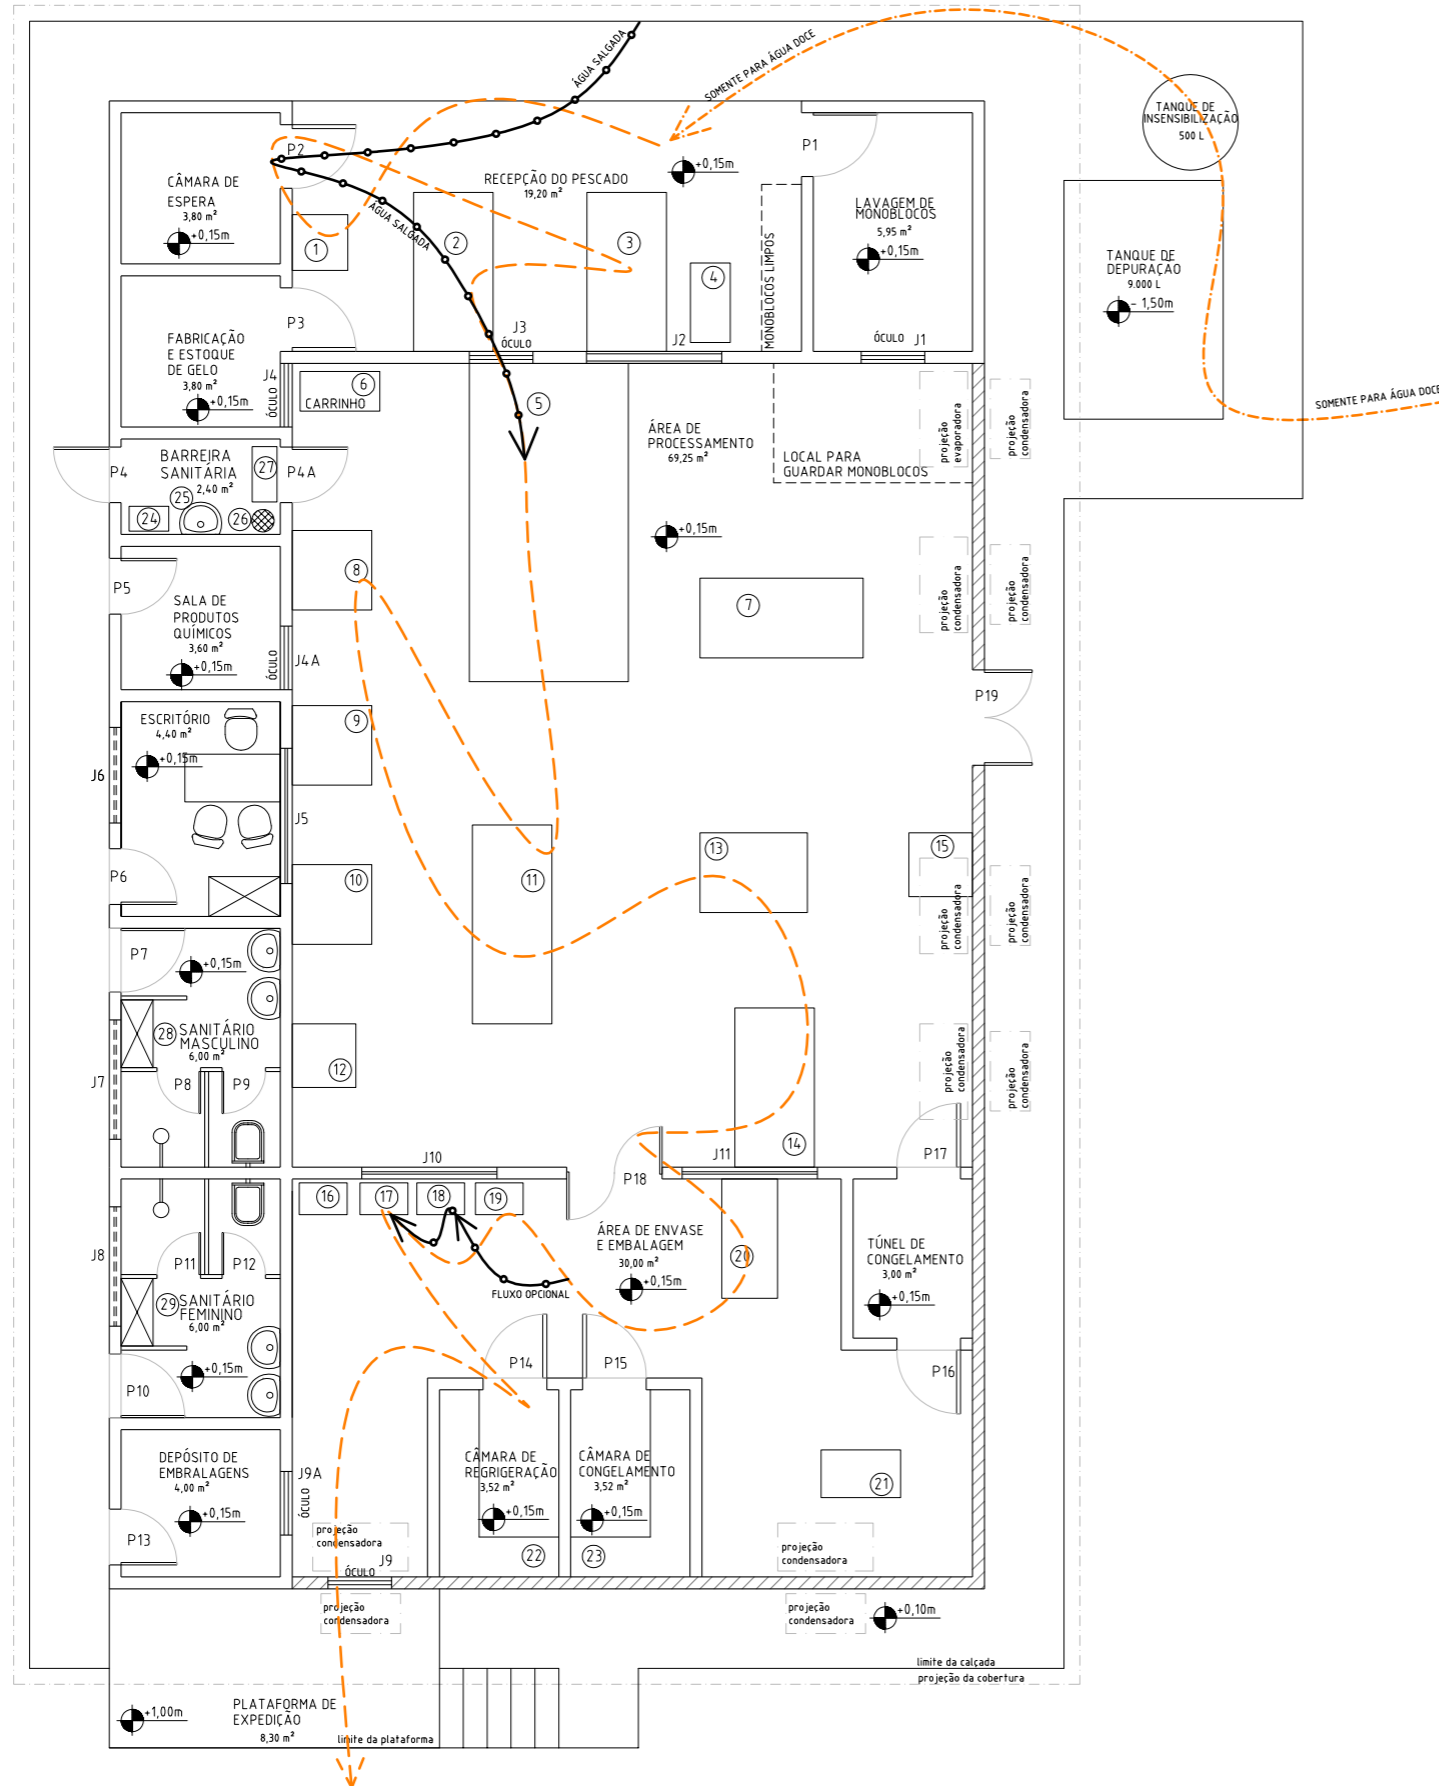 ÁGUA SALGADA
SOMENTE PARA ÁGUA DOCE
TANQUE DE
INSENSIBILIZAÇÃO
500 L
P2
P1
+0,15m
RECEPÇÃO DO PESCADO
19,20 m²
CÂMARA DE
ESPERA
3,80 m²
+0,15m
ÁGUA SALGADA
LAVAGEM DE
MONOBLOCOS
5,95 m²
+0,15m
1
2
3
4
MONOBLOCOS LIMPOS
TANQUE DE
DEPURAÇÃO
9.000 L
- 1,50m
P3
J3
ÓCULO
J2
ÓCULO
J1
FABRICAÇÃO
E ESTOQUE
DE GELO
3,80 m²
+0,15m
J4
ÓCULO
6
CARRINHO
5
projeção
evaporadora
projeção
condensadora
SOMENTE PARA ÁGUA DOCE
ÁREA DE
PROCESSAMENTO
69,25 m²
LOCAL PARA
GUARDAR MONOBLOCOS
P4
BARREIRA
SANITÁRIA
2,40 m²
27
P4A
24
25
26
+0,15m
8
projeção
condensadora
projeção
condensadora
P5
SALA DE
PRODUTOS
QUÍMICOS
3,60 m²
+0,15m
ÓCULO
J4A
7
P19
ESCRITÓRIO
4,40 m²
+0,15m
9
J6
J5
P6
10
11
13
15
projeção
condensadora
projeção
condensadora
P7
+0,15m
28
SANITÁRIO
MASCULINO
6,00 m²
J7
P8
P9
12
projeção
condensadora
projeção
condensadora
14
J10
J11
P17
P18
16
17
18
19
ÁREA DE ENVASE
E EMBALAGEM
30,00 m²
+0,15m
20
TÚNEL DE
CONGELAMENTO
3,00 m²
+0,15m
J8
P11
P12
FLUXO OPCIONAL
29
SANITÁRIO
FEMININO
6,00 m²
+0,15m
P10
P14
P15
P16
DEPÓSITO DE
EMBRALAGENS
4,00 m²
+0,15m
J9A
ÓCULO
CÂMARA DE
REGRIGERAÇÃO
3,52 m²
+0,15m
CÂMARA DE
CONGELAMENTO
3,52 m²
+0,15m
21
P13
projeção
condensadora
J9
ÓCULO
22
23
projeção
condensadora
projeção
condensadora
projeção
condensadora
+0,10m
limite da calçada
projeção da cobertura
+1,00m
PLATAFORMA DE
EXPEDIÇÃO
8,30 m²
limite da plataforma